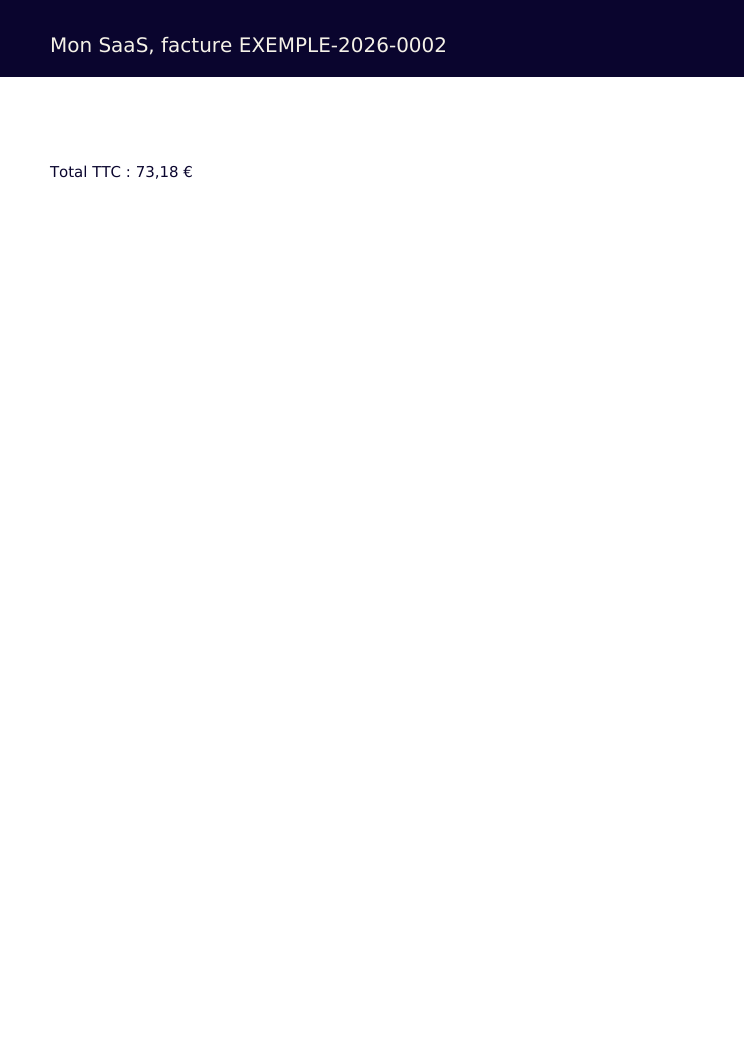 Mon SaaS, facture EXEMPLE-2026-0002
Total TTC : 73,18 €